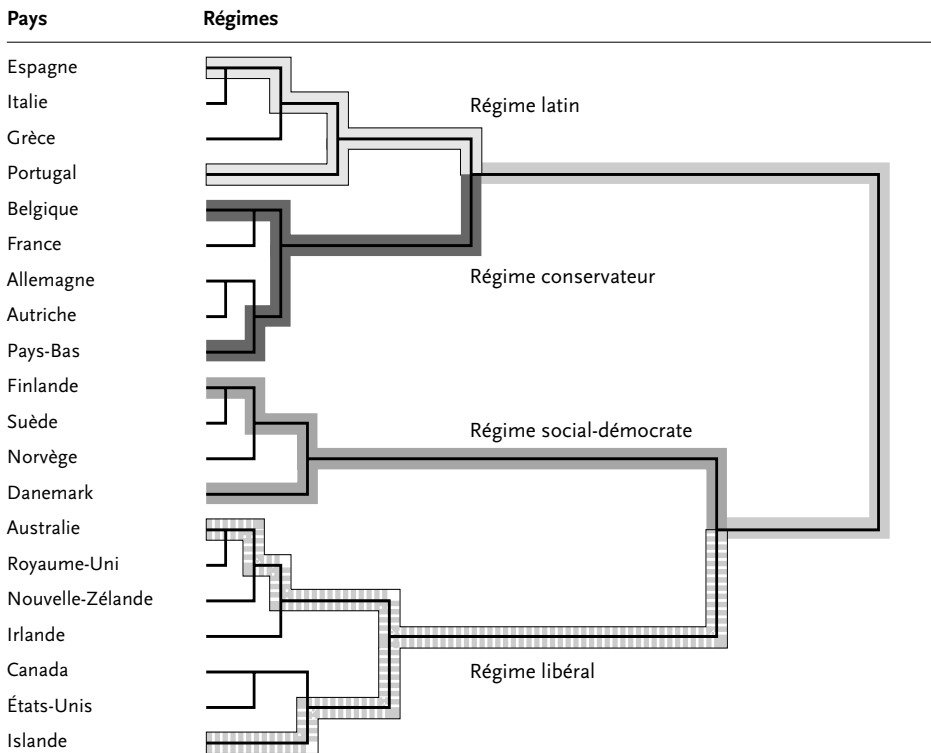 Pays Régimes
Espagne
Italie
Régime latin
Grèce
Portugal
Belgique
France
Régime conservateur
Allemagne
Autriche
Pays-Bas
Finlande
Suède
Régime social-démocrate
Norvège
Danemark
Australie
Royaume-Uni
Nouvelle-Zélande
Irlande
Canada
Régime libéral
États-Unis
Islande